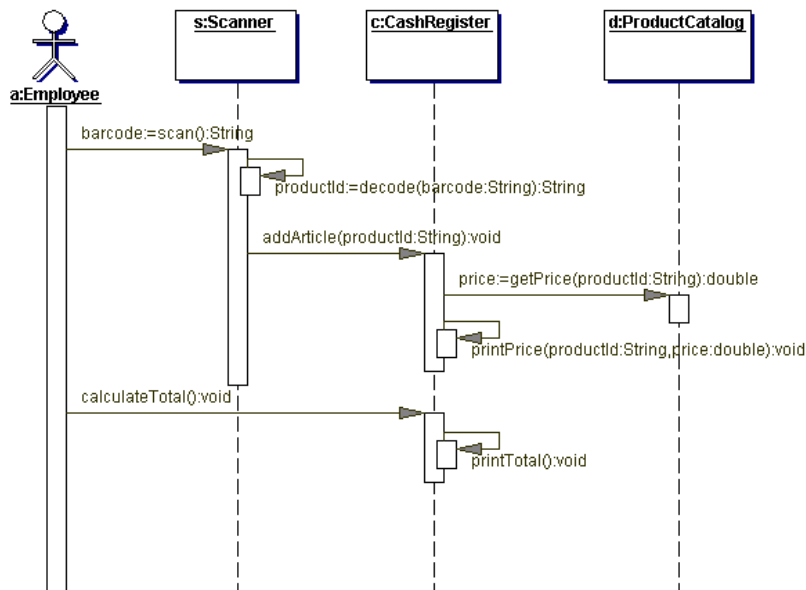 s:Scanner
c:CashRegister
d:ProductCatalog
a:Employee
barcode:=scan():String
productId:=decode(barcode:String):String
addArticle(productId:String):void
price:=getPrice(productId:String):double
printPrice(productId:String,price:double):void
calculateTotal():void
printTotal():void